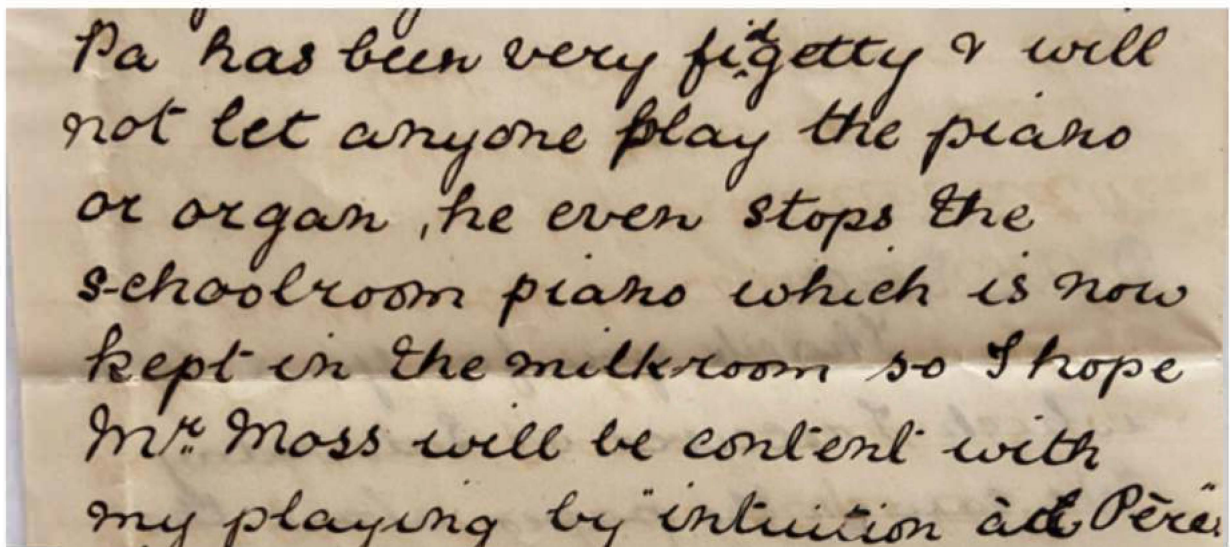 Pa has been very fidgetty & will
not let anyone play the piano
or organ, he even stops the
schoolroom piano which is now
kept in the milkroom so I hope
Mr. Moss will be content with
my playing by "intuition à Père".